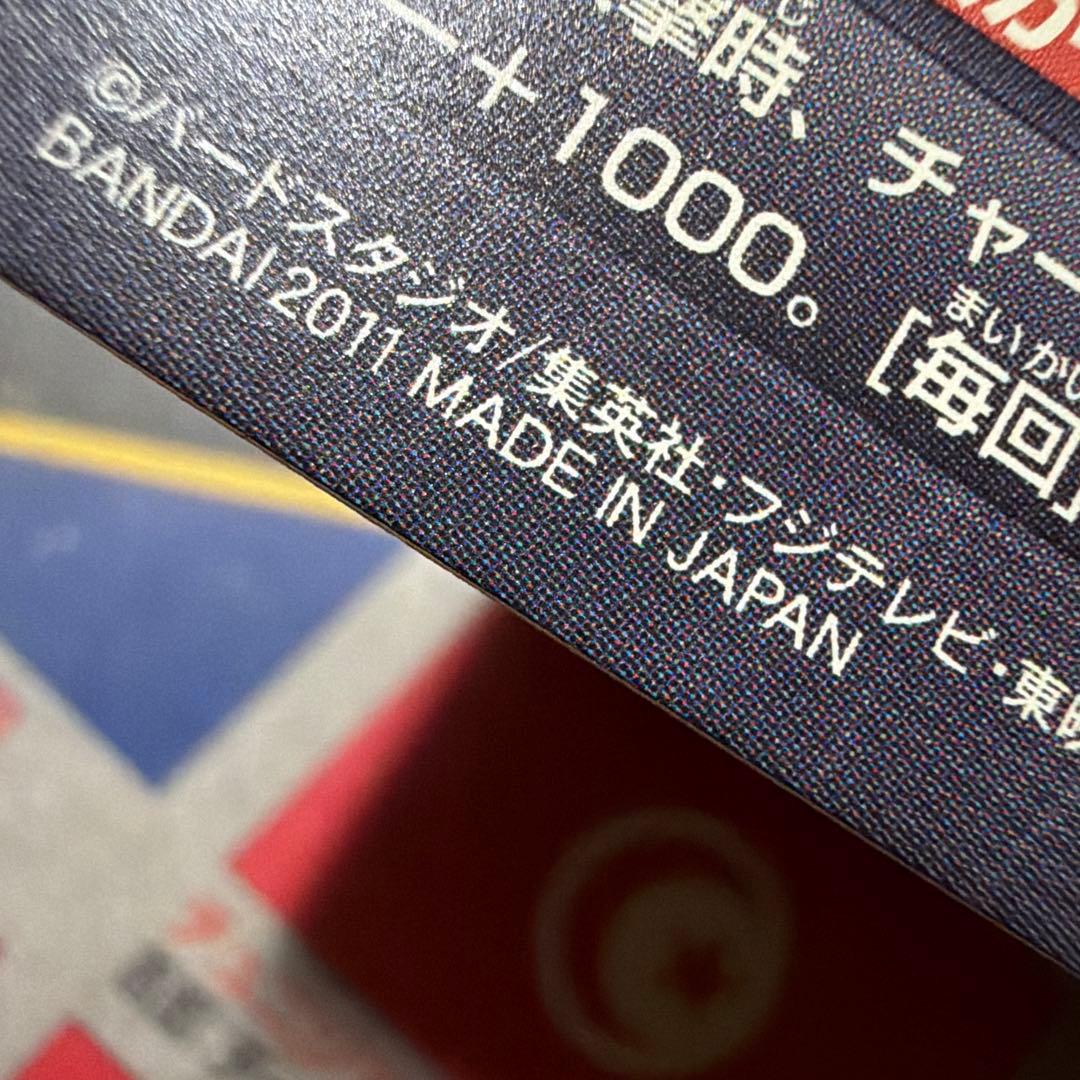 撃時、チャー
ー+1000。[毎回]
まいかい
©バードスタジオ/集英社・フジテレビ・東映
BANDAI 2011 MADE IN JAPAN